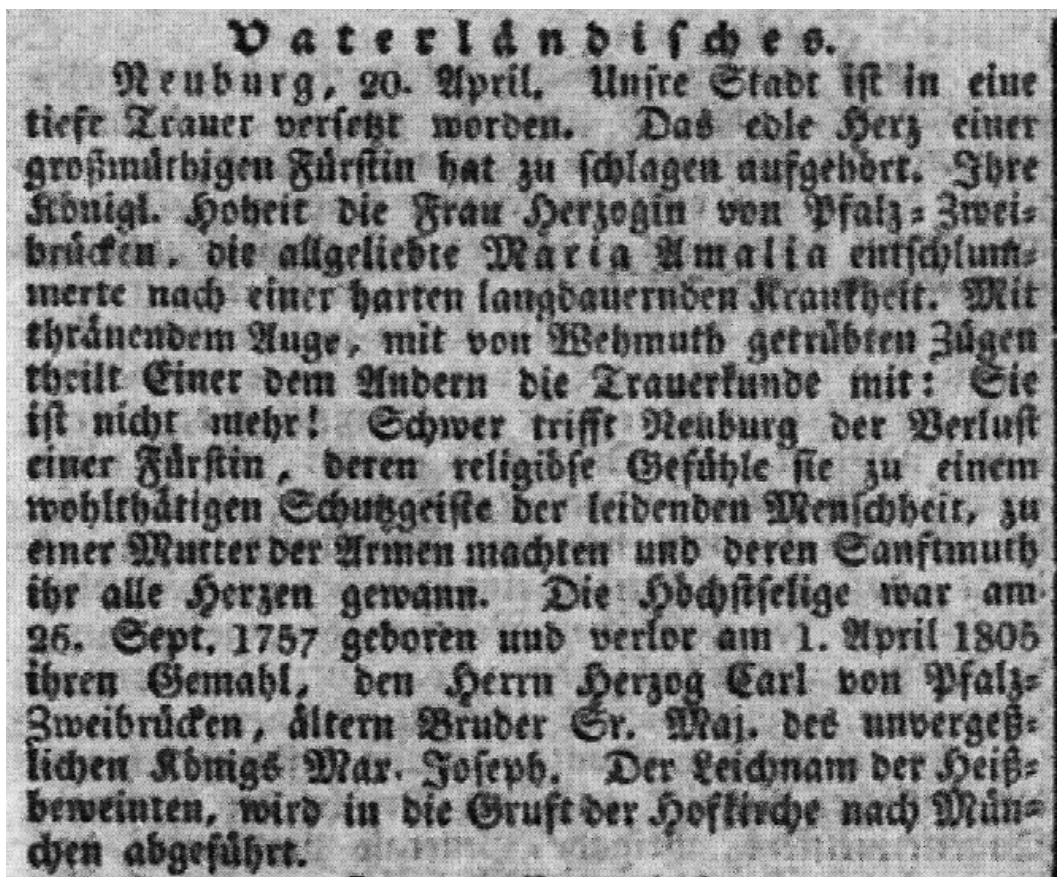 Vaterländisches.
Neuburg, 20. April. Unsre Stadt ist in eine
tiefe Trauer versetzt worden. Das edle Herz einer
großmüthigen Fürstin hat zu schlagen aufgehört. Ihre
Königl. Hoheit die Frau Herzogin von Pfalz-Zwei-
brücken, die allgeliebte Maria Amalia entschlum-
merte nach einer harten langdauernden Krankheit. Mit
thränendem Auge, mit von Wehmuth getrübten Zügen
theilt Einer dem Andern die Trauerkunde mit: Sie
ist nicht mehr! Schwer trifft Neuburg der Verlust
einer Fürstin, deren religiöse Gefühle sie zu einem
wohlthätigen Schutzgeiste der leidenden Menschheit, zu
einer Mutter der Armen machten und deren Sanftmuth
ihr alle Herzen gewann. Die Höchstselige war am
26. Sept. 1757 geboren und verlor am 1. April 1805
ihren Gemahl, den Herrn Herzog Carl von Pfalz-
Zweibrücken, ältern Bruder Sr. Maj. des unvergeß-
lichen Königs Max. Joseph. Der Leichnam der Heiß-
beweinten, wird in die Gruft der Hofkirche nach Mün-
chen abgeführt.